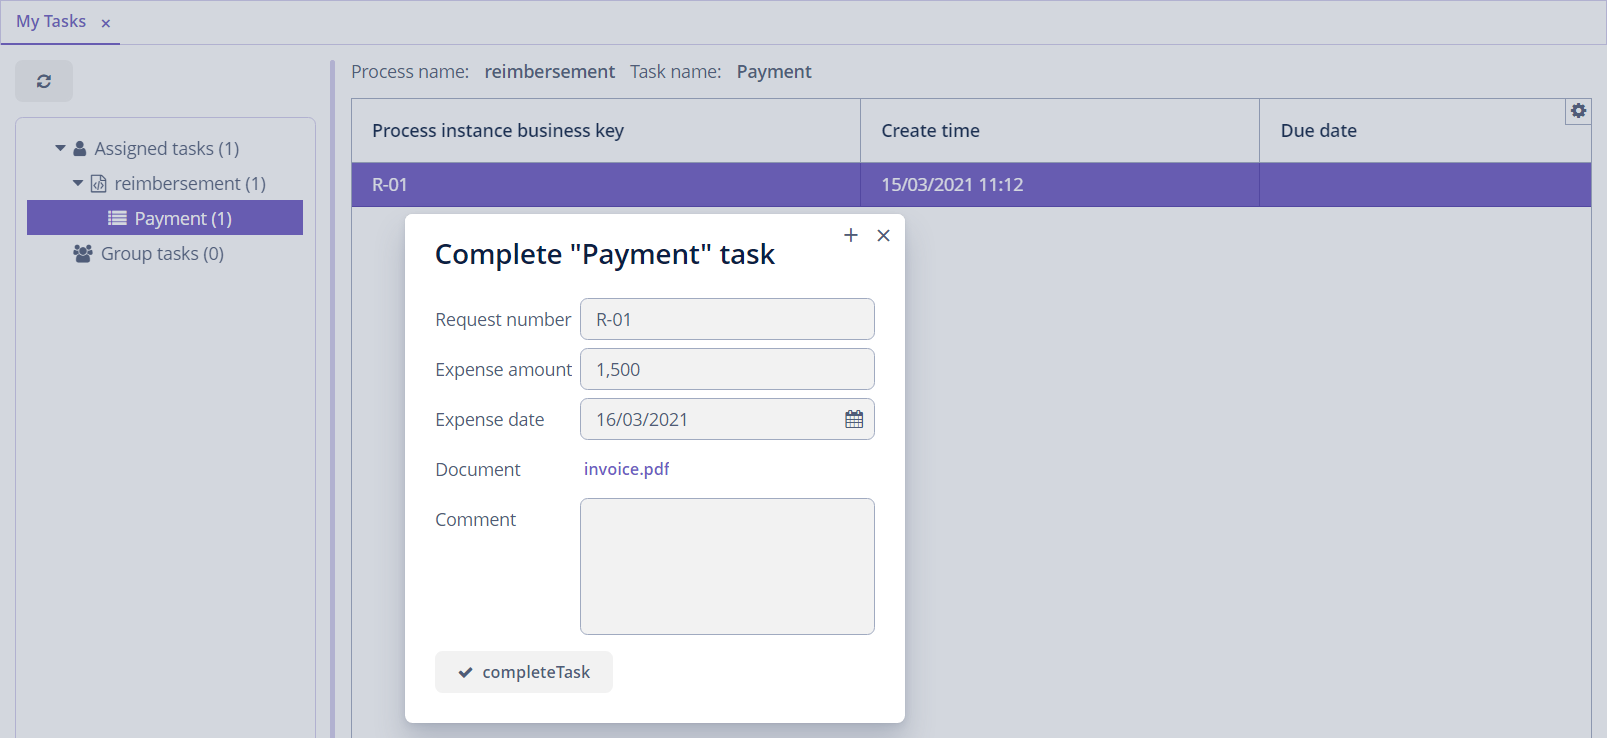 My Tasks ×
Process name: reimbersement Task name: Payment
Assigned tasks (1)
reimbersement (1)
Payment (1)
Group tasks (0)
Process instance business key Create time Due date
R-01 15/03/2021 11:12
Complete "Payment" task
Request number R-01
Expense amount 1,500
Expense date 16/03/2021
Document invoice.pdf
Comment
completeTask